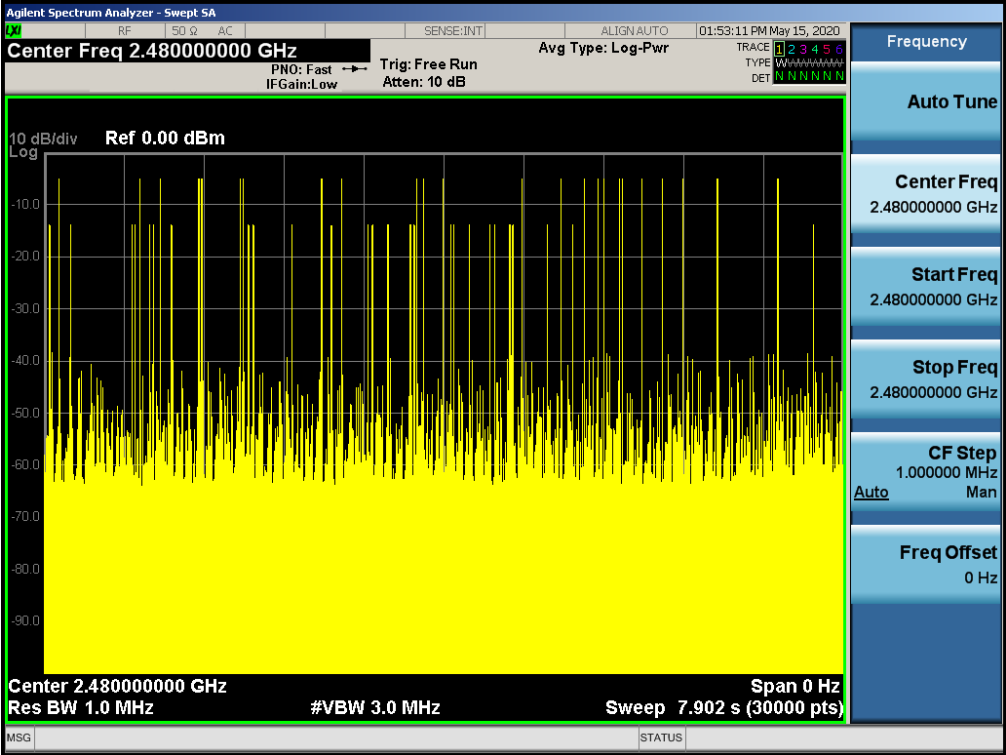 Agilent Spectrum Analyzer - Swept SA
LXI RF 50 Ω AC SENSE:INT ALIGN AUTO 01:53:11 PM May 15, 2020
Center Freq 2.480000000 GHz
PNO: Fast
IFGain:Low
Trig: Free Run
Atten: 10 dB
Avg Type: Log-Pwr
TRACE 1 2 3 4 5 6
TYPE W W W W W W
DET N N N N N N
10 dB/div Ref 0.00 dBm
Log
-10.0
-20.0
-30.0
-40.0
-50.0
-60.0
-70.0
-80.0
-90.0
Center 2.480000000 GHz Span 0 Hz
Res BW 1.0 MHz #VBW 3.0 MHz Sweep 7.902 s (30000 pts)
MSG STATUS
Frequency
Auto Tune
Center Freq
2.480000000 GHz
Start Freq
2.480000000 GHz
Stop Freq
2.480000000 GHz
CF Step
1.000000 MHz
Auto Man
Freq Offset
0 Hz